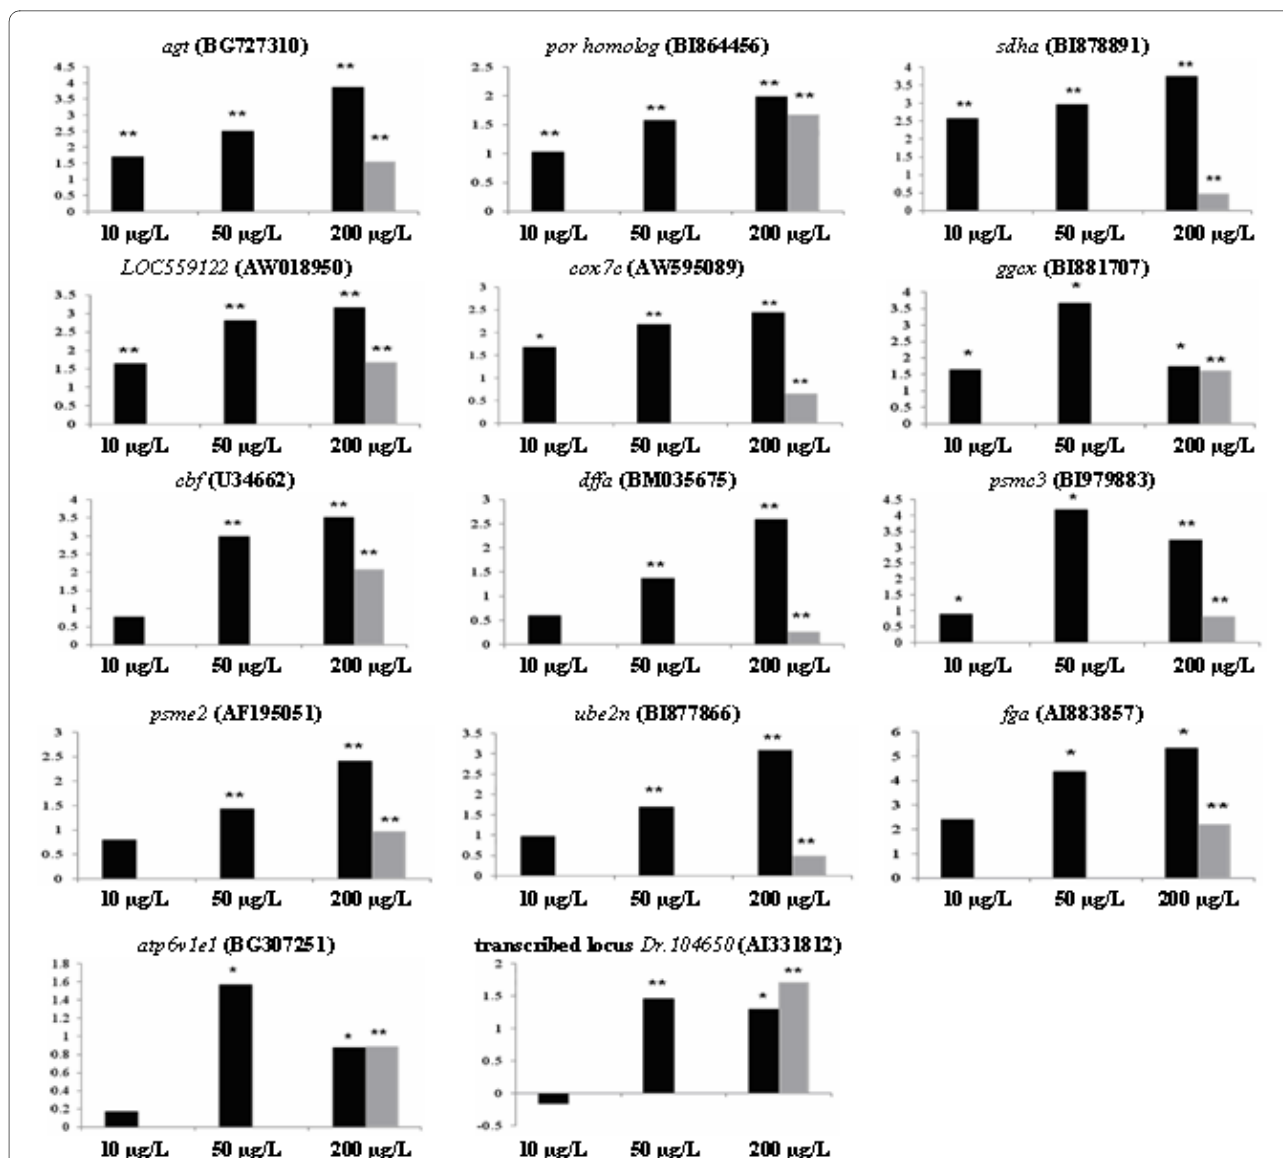 agt (BG727310)
4.5
4
3.5
3
2.5
2
1.5
1
0.5
0
** ** ** **
10 µg/L 50 µg/L 200 µg/L
por homolog (BI864456)
2.5
2
1.5
1
0.5
0
** ** ** **
10 µg/L 50 µg/L 200 µg/L
sdha (BI878891)
4
3.5
3
2.5
2
1.5
1
0.5
0
** ** ** **
10 µg/L 50 µg/L 200 µg/L
LOC559122 (AW018950)
3.5
3
2.5
2
1.5
1
0.5
0
** ** ** **
10 µg/L 50 µg/L 200 µg/L
cox7c (AW595089)
3
2.5
2
1.5
1
0.5
0
* ** ** **
10 µg/L 50 µg/L 200 µg/L
ggcx (BI881707)
4
3.5
3
2.5
2
1.5
1
0.5
0
* * * **
10 µg/L 50 µg/L 200 µg/L
cbf (U34662)
4
3.5
3
2.5
2
1.5
1
0.5
0
** ** **
10 µg/L 50 µg/L 200 µg/L
dffa (BM035675)
3
2.5
2
1.5
1
0.5
0
** ** **
10 µg/L 50 µg/L 200 µg/L
psmc3 (BI979883)
4.5
4
3.5
3
2.5
2
1.5
1
0.5
0
* * ** **
10 µg/L 50 µg/L 200 µg/L
psme2 (AF195051)
3
2.5
2
1.5
1
0.5
0
** ** **
10 µg/L 50 µg/L 200 µg/L
ube2n (BI877866)
3.5
3
2.5
2
1.5
1
0.5
0
** ** **
10 µg/L 50 µg/L 200 µg/L
fga (AI883857)
6
5
4
3
2
1
0
* * **
10 µg/L 50 µg/L 200 µg/L
atp6v1e1 (BG307251)
1.8
1.6
1.4
1.2
1
0.8
0.6
0.4
0.2
0
* * **
10 µg/L 50 µg/L 200 µg/L
transcribed locus Dr.104650 (AI331812)
2
1.5
1
0.5
0
-0.5
** * **
10 µg/L 50 µg/L 200 µg/L